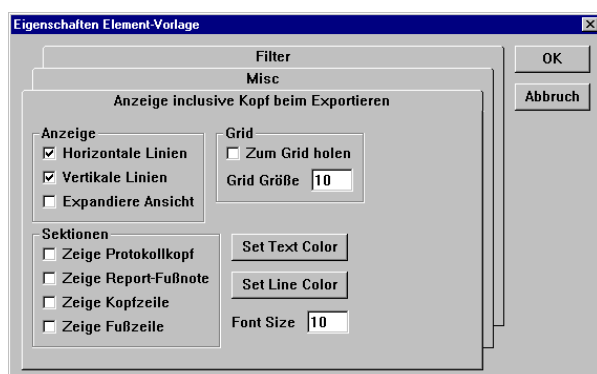 Eigenschaften Element-Vorlage
Filter
OK
Misc
Anzeige inclusive Kopf beim Exportieren
Abbruch
Anzeige
Horizontale Linien
Vertikale Linien
Expandiere Ansicht
Grid
Zum Grid holen
Grid Größe 10
Sektionen
Zeige Protokollkopf
Zeige Report-Fußnote
Zeige Kopfzeile
Zeige Fußzeile
Set Text Color
Set Line Color
Font Size 10